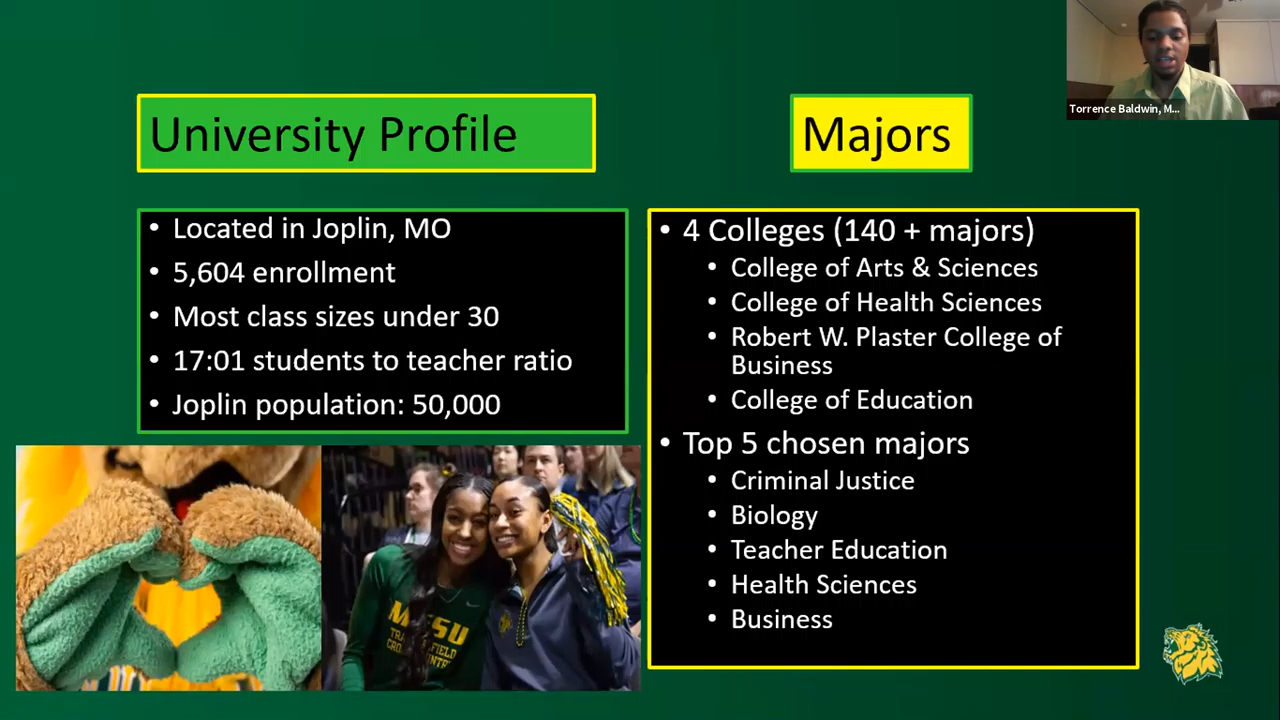 Torrence Baldwin, M...
University Profile
Majors
• Located in Joplin, MO
• 5,604 enrollment
• Most class sizes under 30
• 17:01 students to teacher ratio
• Joplin population: 50,000
• 4 Colleges (140 + majors)
• College of Arts & Sciences
• College of Health Sciences
• Robert W. Plaster College of
Business
• College of Education
• Top 5 chosen majors
• Criminal Justice
• Biology
• Teacher Education
• Health Sciences
• Business